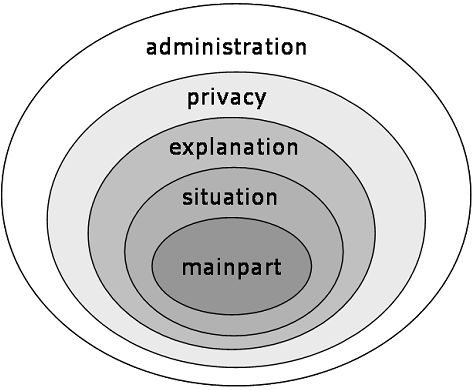 administration
privacy
explanation
situation
mainpart